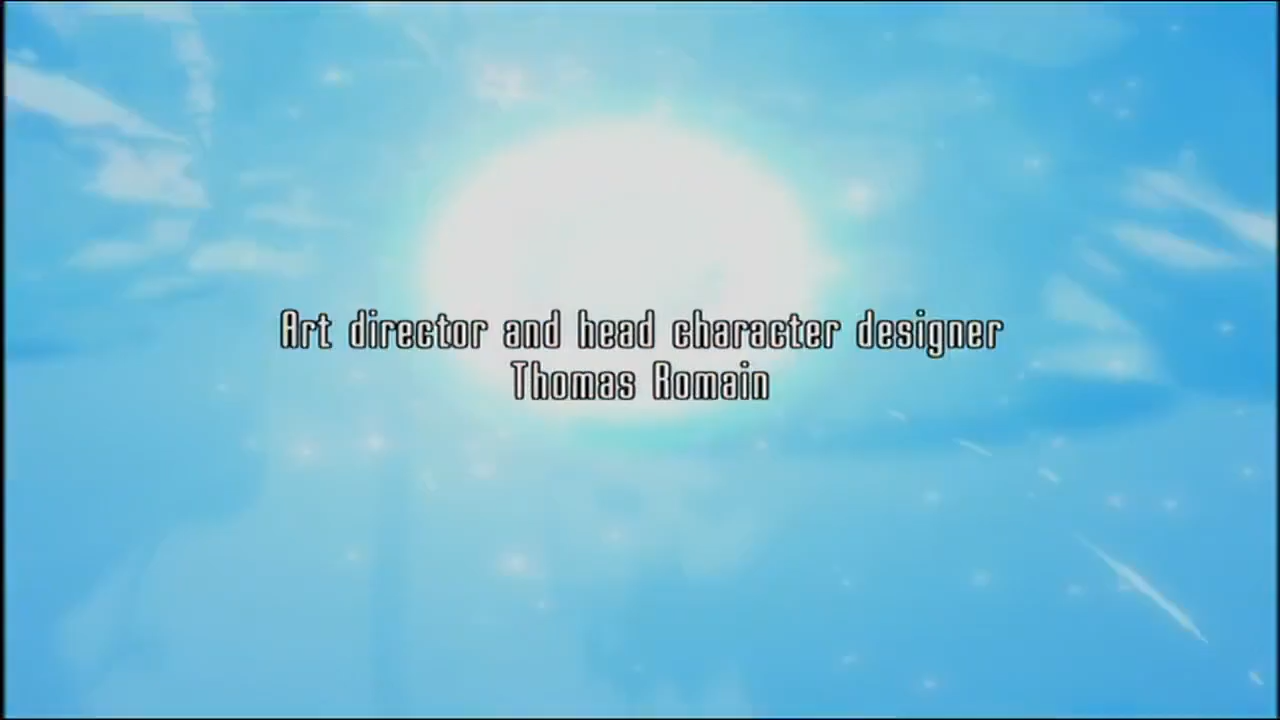 Art director and head character designer
Thomas Romain